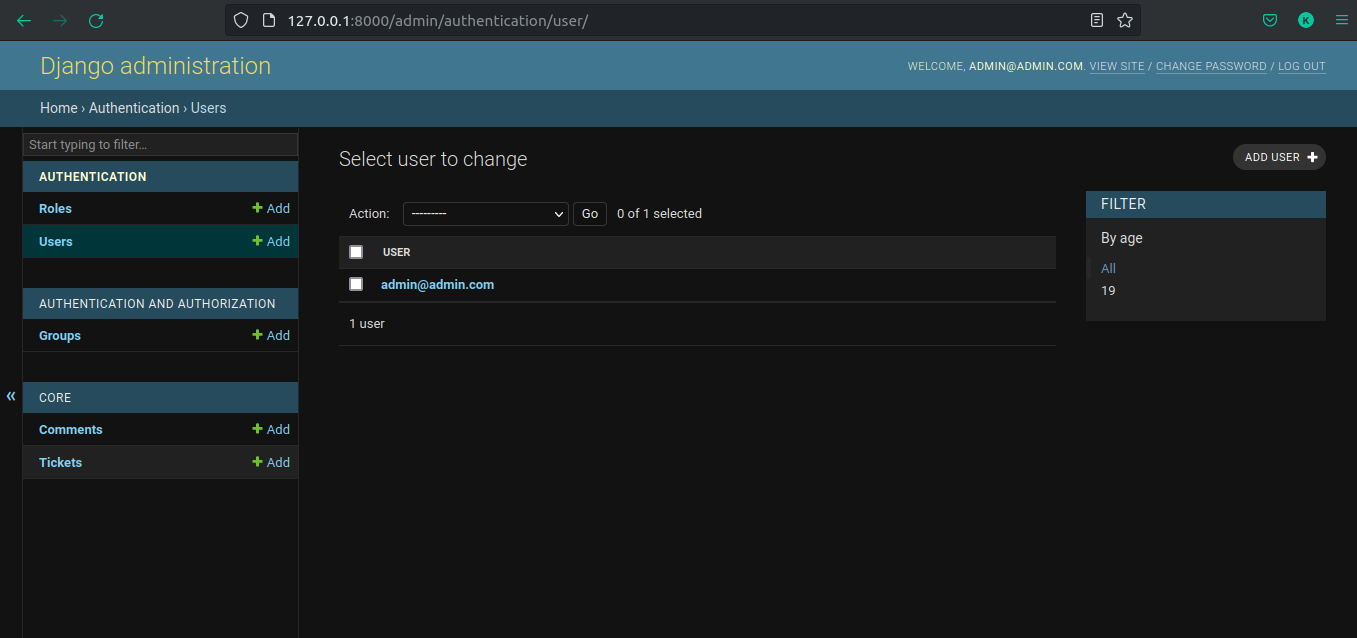 127.0.0.1:8000/admin/authentication/user/
K
Django administration
WELCOME, ADMIN@ADMIN.COM. VIEW SITE / CHANGE PASSWORD / LOG OUT
Home › Authentication › Users
Start typing to filter...
AUTHENTICATION
Roles + Add
Users + Add
AUTHENTICATION AND AUTHORIZATION
Groups + Add
CORE
Comments + Add
Tickets + Add
«
Select user to change
ADD USER +
Action: --------- Go 0 of 1 selected
USER
admin@admin.com
1 user
FILTER
By age
All
19